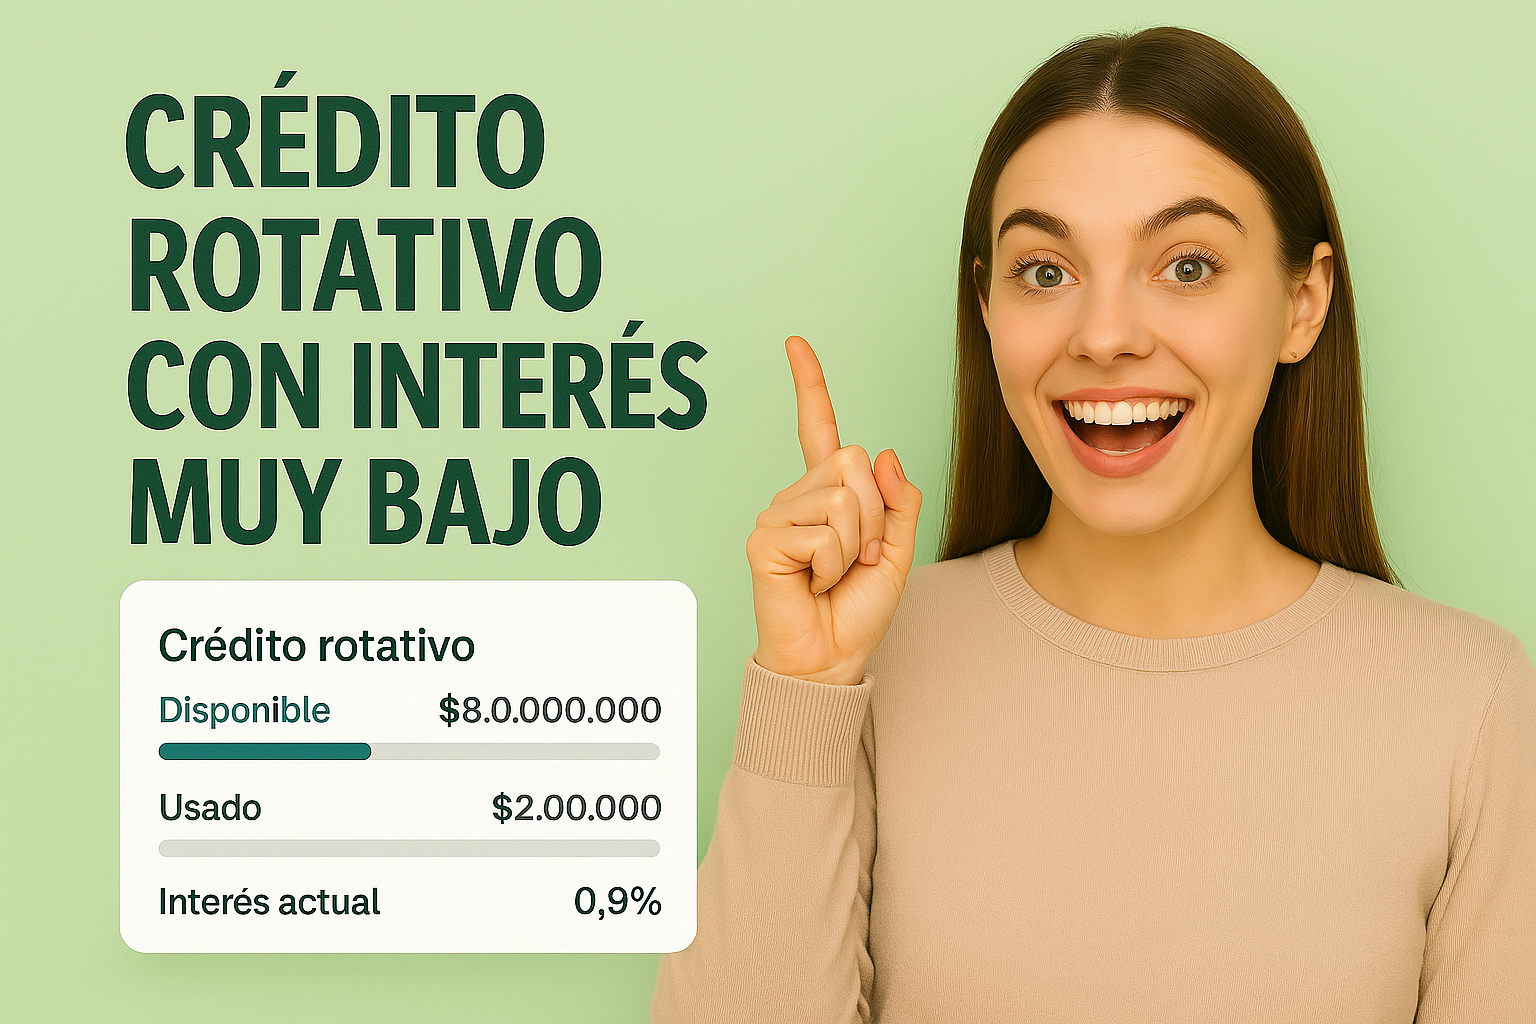 CRÉDITO
ROTATIVO
CON INTERÉS
MUY BAJO
Crédito rotativo
Disponible $8.0.000.000
Usado $2.00.000
Interés actual 0,9%